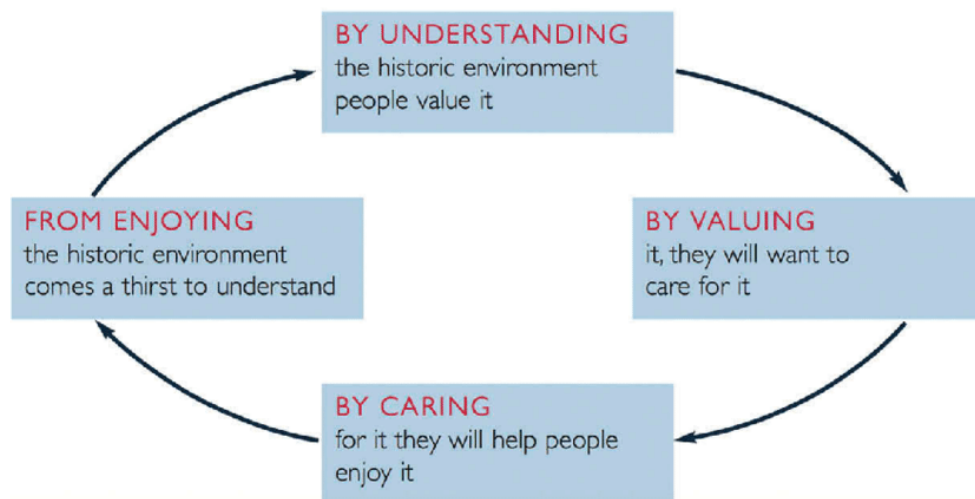 BY UNDERSTANDING
the historic environment
people value it
BY VALUING
it, they will want to
care for it
BY CARING
for it they will help people
enjoy it
FROM ENJOYING
the historic environment
comes a thirst to understand